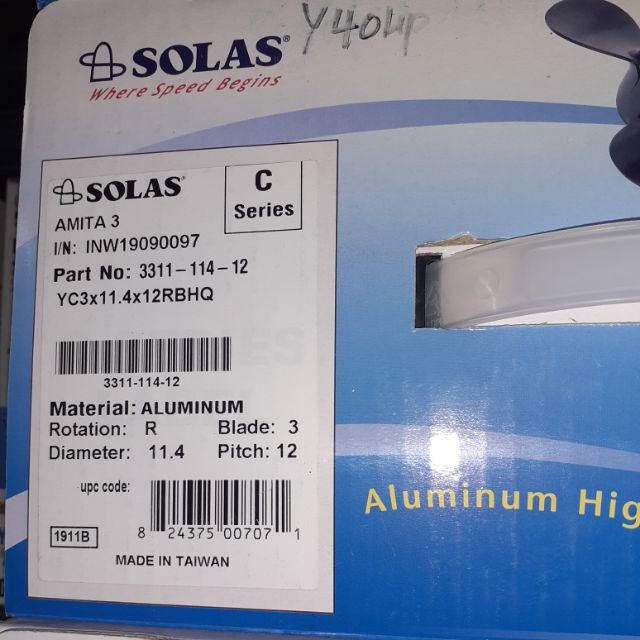 Y40HP
SOLAS®
Where Speed Begins
SOLAS®
C
Series
AMITA 3
I/N: INW19090097
Part No: 3311-114-12
YC3x11.4x12RBHQ
3311-114-12
Material: ALUMINUM
Rotation: R Blade: 3
Diameter: 11.4 Pitch: 12
upc code:
8 24375 00707 1
1911B
MADE IN TAIWAN
Aluminum Hig